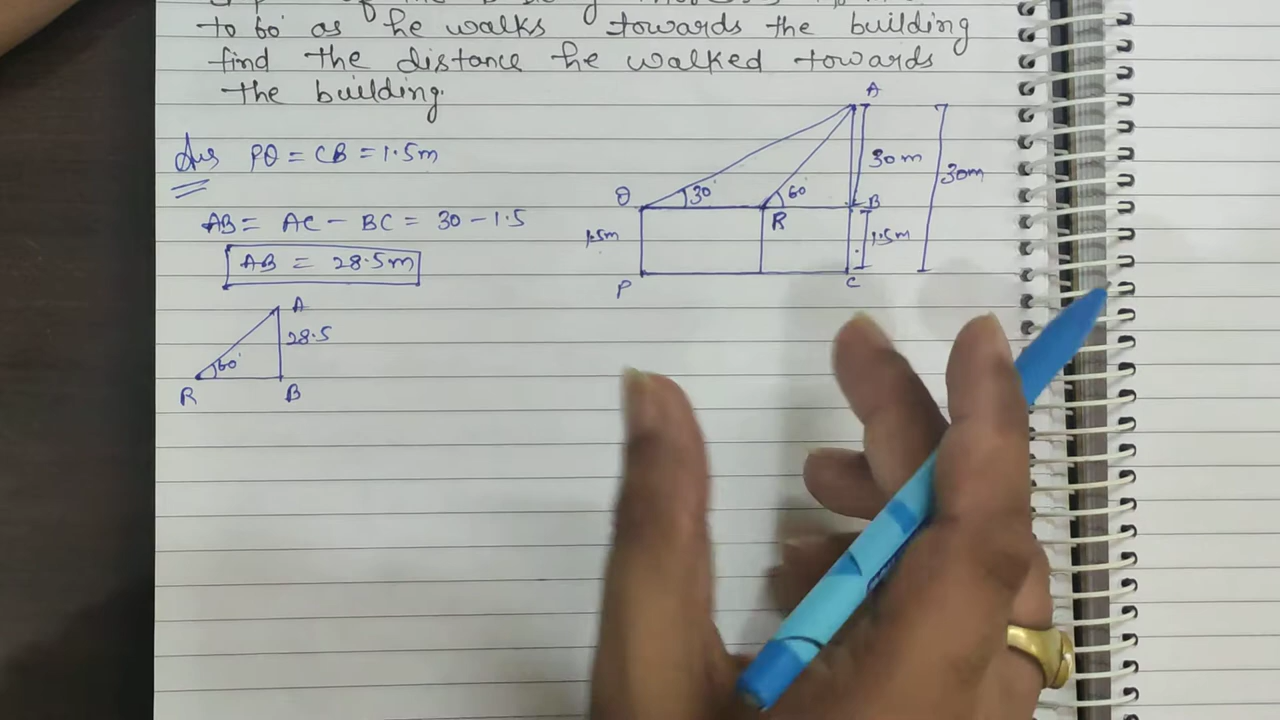 to 60° as he walks towards the building
find the distance he walked towards
the building.
Ans PQ = CB = 1.5m
AB = AC - BC = 30 - 1.5
AB = 28.5m
A
28.5
60°
R B
A
30m
30m
Q 30° 60° B
R
1.5m 1.5m
P C